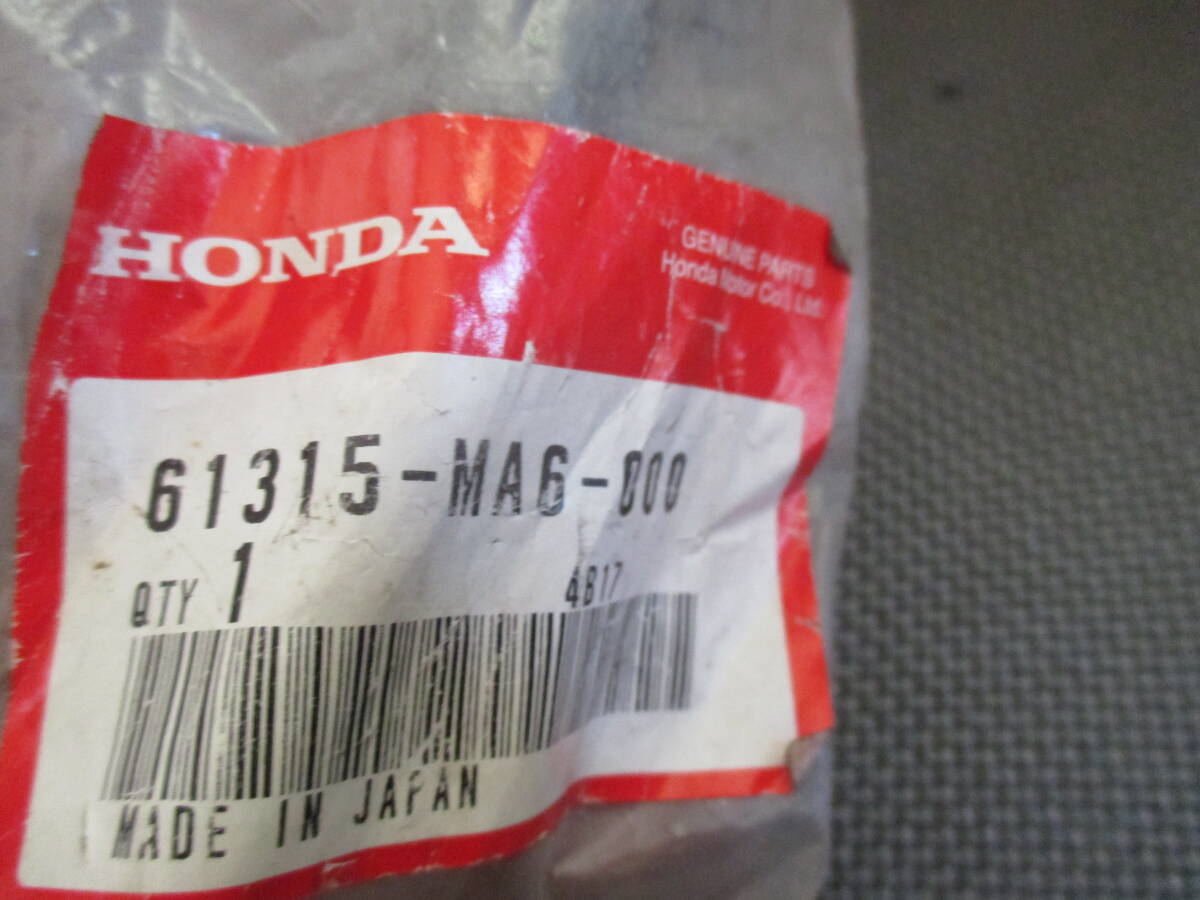 HONDA
GENUINE PARTS
Honda Motor Co., Ltd.
61315-MA6-000
QTY 1 4B17
MADE IN JAPAN